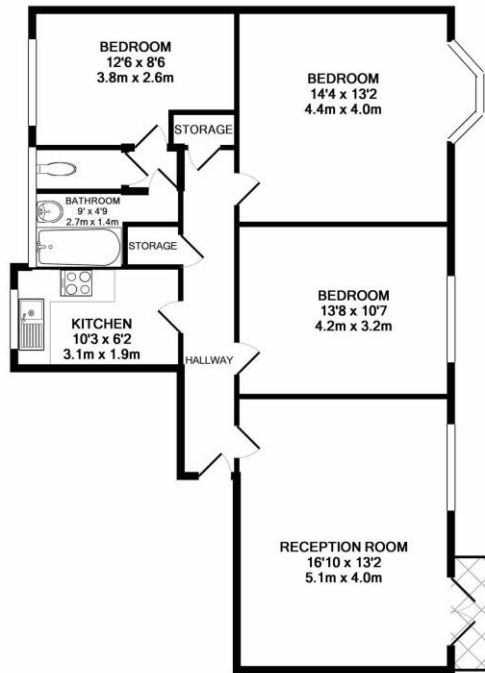 BEDROOM
12'6 x 8'6
3.8m x 2.6m
BEDROOM
14'4 x 13'2
4.4m x 4.0m
STORAGE
BATHROOM
9' x 4'9
2.7m x 1.4m
STORAGE
KITCHEN
10'3 x 6'2
3.1m x 1.9m
BEDROOM
13'8 x 10'7
4.2m x 3.2m
HALLWAY
RECEPTION ROOM
16'10 x 13'2
5.1m x 4.0m